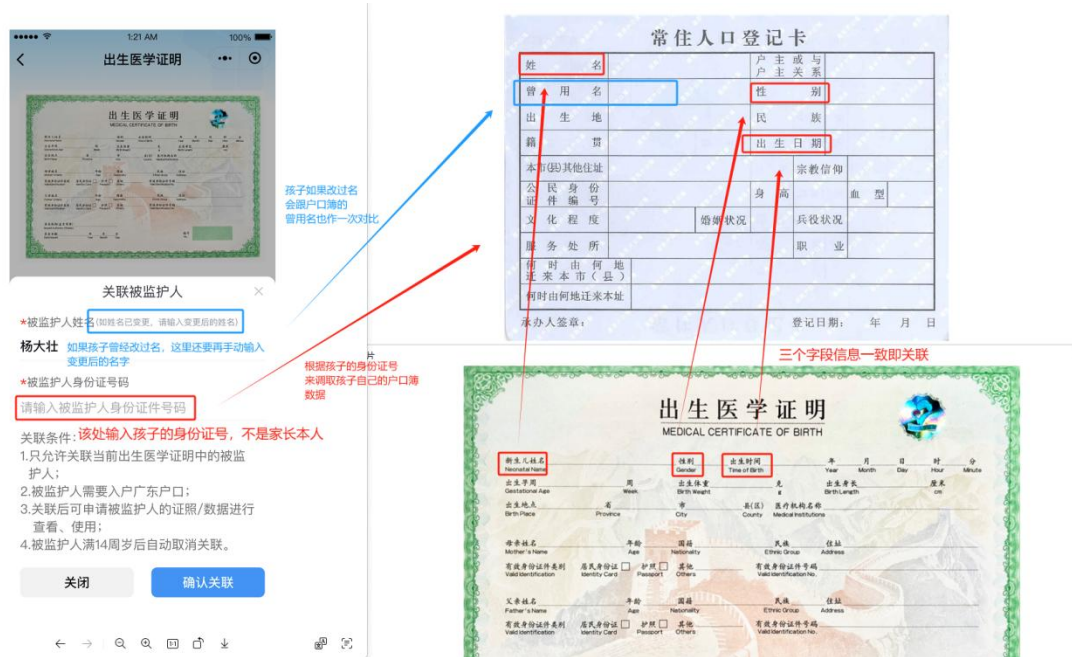 1:21 AM
100%
出生医学证明
出生医学证明
MEDICAL CERTIFICATE OF BIRTH
孩子如果改过名
会跟户口簿的
曾用名也作一次对比
关联被监护人
*被监护人姓名(如姓名已变更，请输入变更后的姓名)
杨大壮
如果孩子曾经改过名，这里还要再手动输入
变更后的名字
*被监护人身份证号码
请输入被监护人身份证件号码
关联条件:
该处输入孩子的身份证号，不是家长本人
1.只允许关联当前出生医学证明中的被监
护人；
2.被监护人需要入户广东户口；
3.关联后可申请被监护人的证照/数据进行
查看、使用；
4.被监护人满14周岁后自动取消关联。
关闭
确认关联
根据孩子的身份证号
来调取孩子自己的户口簿
数据
片
常住人口登记卡
姓 名
户主或与
户主关系
曾用名
性 别
出生地
民 族
籍 贯
出生日期
本市(县)其他住址
宗教信仰
公民身份
证件编号
身 高
血 型
文化程度
婚姻状况
兵役状况
服务处所
职 业
何时由何地
迁来本市（县）
何时由何地迁来本址
承办人签章：
登记日期： 年 月 日
三个字段信息一致即关联
出生医学证明
MEDICAL CERTIFICATE OF BIRTH
新生儿姓名 性别 出生时间 年 月 日 时 分
Neonatal Name Gender Time of Birth Year Month Day Hour Minute
出生孕周 周 出生体重 克 出生身长 厘米
Gestational Age Week Birth Weight g Birth Length cm
出生地点 省 市 县(区) 医疗机构名称
Birth Place Province City County Medical Institutions
母亲姓名 年龄 国籍 民族 住址
Mother's Name Age Nationality Ethnic Group Address
有效身份证件类别 居民身份证 护照 其他 有效身份证件号码
Valid Identification Identity Card Passport Others Valid Identification No.
父亲姓名 年龄 国籍 民族 住址
Father's Name Age Nationality Ethnic Group Address
有效身份证件类别 居民身份证 护照 其他 有效身份证件号码
Valid Identification Identity Card Passport Others Valid Identification No.